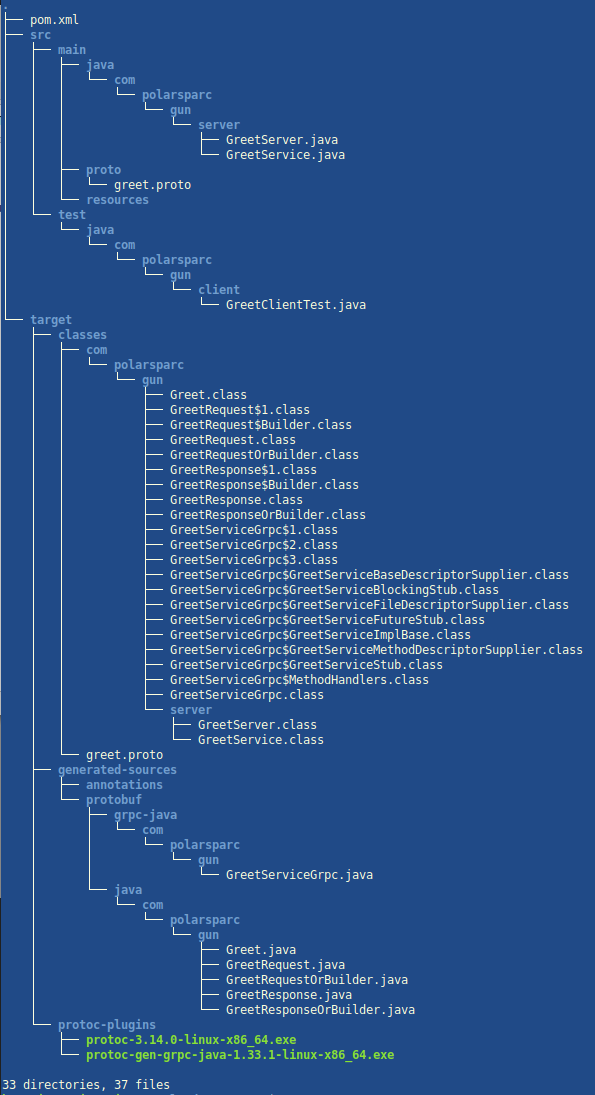 .
├── pom.xml
├── src
│   ├── main
│   │   ├── java
│   │   │   └── com
│   │   │       └── polarsparc
│   │   │           └── gun
│   │   │               └── server
│   │   │                   ├── GreetServer.java
│   │   │                   └── GreetService.java
│   │   ├── proto
│   │   │   └── greet.proto
│   │   └── resources
│   └── test
│       └── java
│           └── com
│               └── polarsparc
│                   └── gun
│                       └── client
│                           └── GreetClientTest.java
└── target
    ├── classes
    │   ├── com
    │   │   └── polarsparc
    │   │       └── gun
    │   │           ├── Greet.class
    │   │           ├── GreetRequest$1.class
    │   │           ├── GreetRequest$Builder.class
    │   │           ├── GreetRequest.class
    │   │           ├── GreetRequestOrBuilder.class
    │   │           ├── GreetResponse$1.class
    │   │           ├── GreetResponse$Builder.class
    │   │           ├── GreetResponse.class
    │   │           ├── GreetResponseOrBuilder.class
    │   │           ├── GreetServiceGrpc$1.class
    │   │           ├── GreetServiceGrpc$2.class
    │   │           ├── GreetServiceGrpc$3.class
    │   │           ├── GreetServiceGrpc$GreetServiceBaseDescriptorSupplier.class
    │   │           ├── GreetServiceGrpc$GreetServiceBlockingStub.class
    │   │           ├── GreetServiceGrpc$GreetServiceFileDescriptorSupplier.class
    │   │           ├── GreetServiceGrpc$GreetServiceFutureStub.class
    │   │           ├── GreetServiceGrpc$GreetServiceImplBase.class
    │   │           ├── GreetServiceGrpc$GreetServiceMethodDescriptorSupplier.class
    │   │           ├── GreetServiceGrpc$GreetServiceStub.class
    │   │           ├── GreetServiceGrpc$MethodHandlers.class
    │   │           ├── GreetServiceGrpc.class
    │   │           └── server
    │   │               ├── GreetServer.class
    │   │               └── GreetService.class
    │   └── greet.proto
    ├── generated-sources
    │   ├── annotations
    │   └── protobuf
    │       ├── grpc-java
    │       │   └── com
    │       │       └── polarsparc
    │       │           └── gun
    │       │               └── GreetServiceGrpc.java
    │       └── java
    │           └── com
    │               └── polarsparc
    │                   └── gun
    │                       ├── Greet.java
    │                       ├── GreetRequest.java
    │                       ├── GreetRequestOrBuilder.java
    │                       ├── GreetResponse.java
    │                       └── GreetResponseOrBuilder.java
    └── protoc-plugins
        ├── protoc-3.14.0-linux-x86_64.exe
        └── protoc-gen-grpc-java-1.33.1-linux-x86_64.exe
33 directories, 37 files